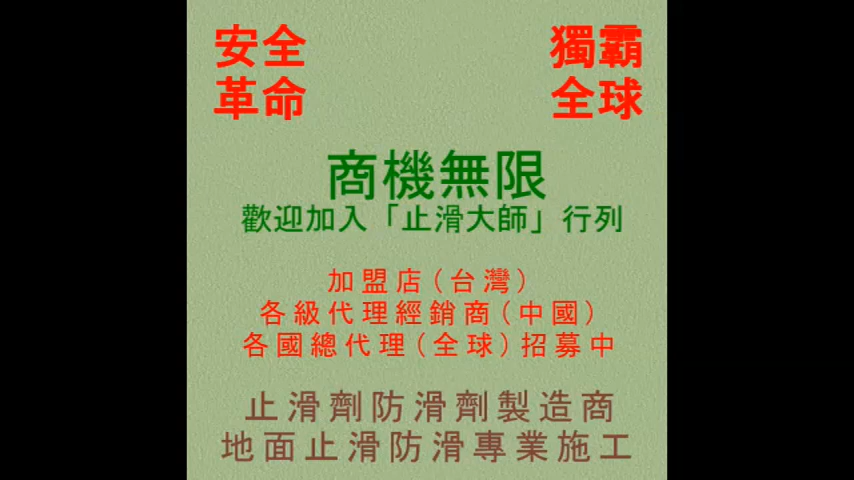 安全 獨霸
革命 全球
商機無限
歡迎加入「止滑大師」行列
加盟店(台灣)
各級代理經銷商(中國)
各國總代理(全球)招募中
止滑劑防滑劑製造商
地面止滑防滑專業施工